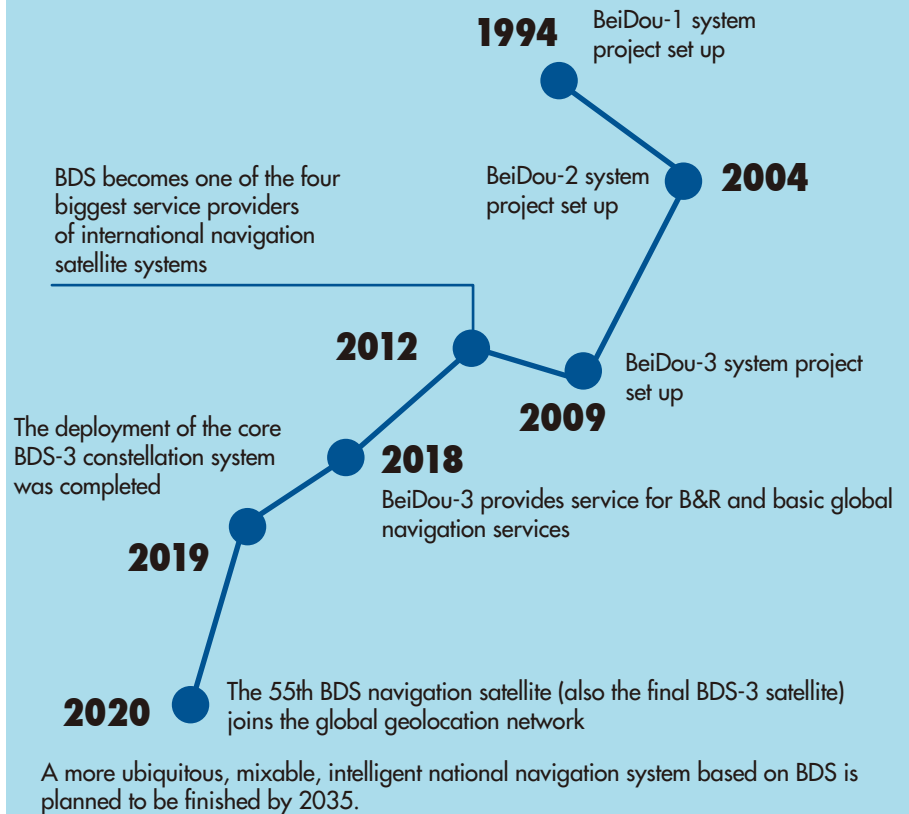 1994
BeiDou-1 system
project set up
BeiDou-2 system
project set up
2004
BDS becomes one of the four
biggest service providers
of international navigation
satellite systems
2012
BeiDou-3 system project
set up
2009
The deployment of the core
BDS-3 constellation system
was completed
2018
BeiDou-3 provides service for B&R and basic global
navigation services
2019
2020
The 55th BDS navigation satellite (also the final BDS-3 satellite)
joins the global geolocation network
A more ubiquitous, mixable, intelligent national navigation system based on BDS is
planned to be finished by 2035.